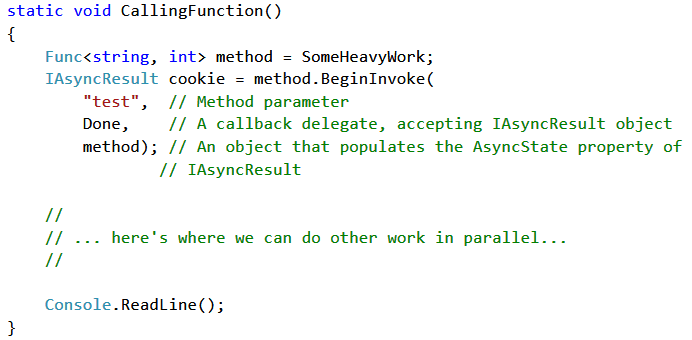 static void CallingFunction()
{
    Func<string, int> method = SomeHeavyWork;
    IAsyncResult cookie = method.BeginInvoke(
        "test",  // Method parameter
        Done,    // A callback delegate, accepting IAsyncResult object
        method); // An object that populates the AsyncState property of
                // IAsyncResult

    //
    // ... here's where we can do other work in parallel...
    //

    Console.ReadLine();
}